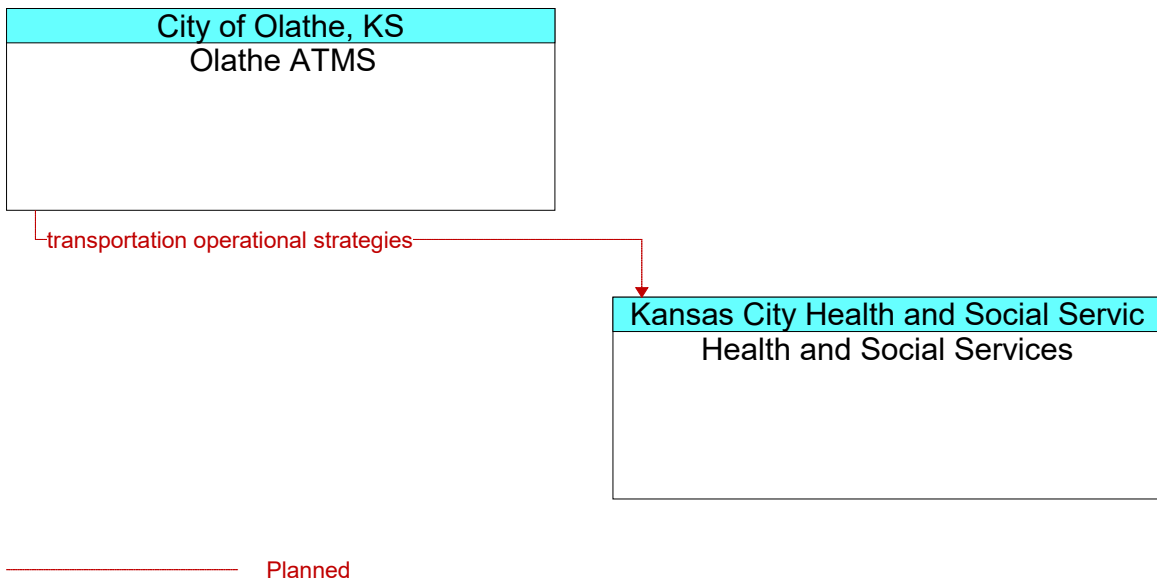 City of Olathe, KS
Olathe ATMS
transportation operational strategies
Kansas City Health and Social Servic
Health and Social Services
Planned